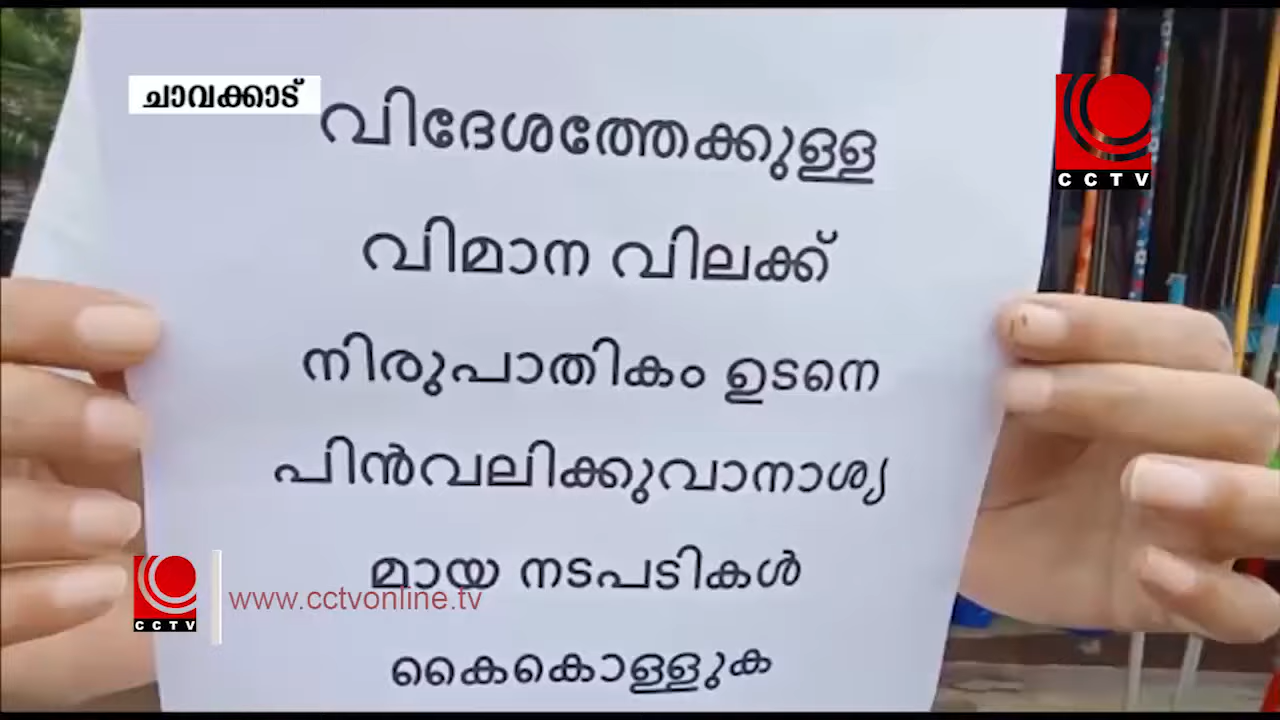 ചാവക്കാട്
വിദേശത്തേക്കുള്ള
CCTV
വിമാന വിലക്ക്
നിരുപാതികം ഉടനെ
പിൻവലിക്കുവാനാശ്യ
മായ നടപടികൾ
www.cctvonline.tv
CCTV
കൈകൊള്ളുക